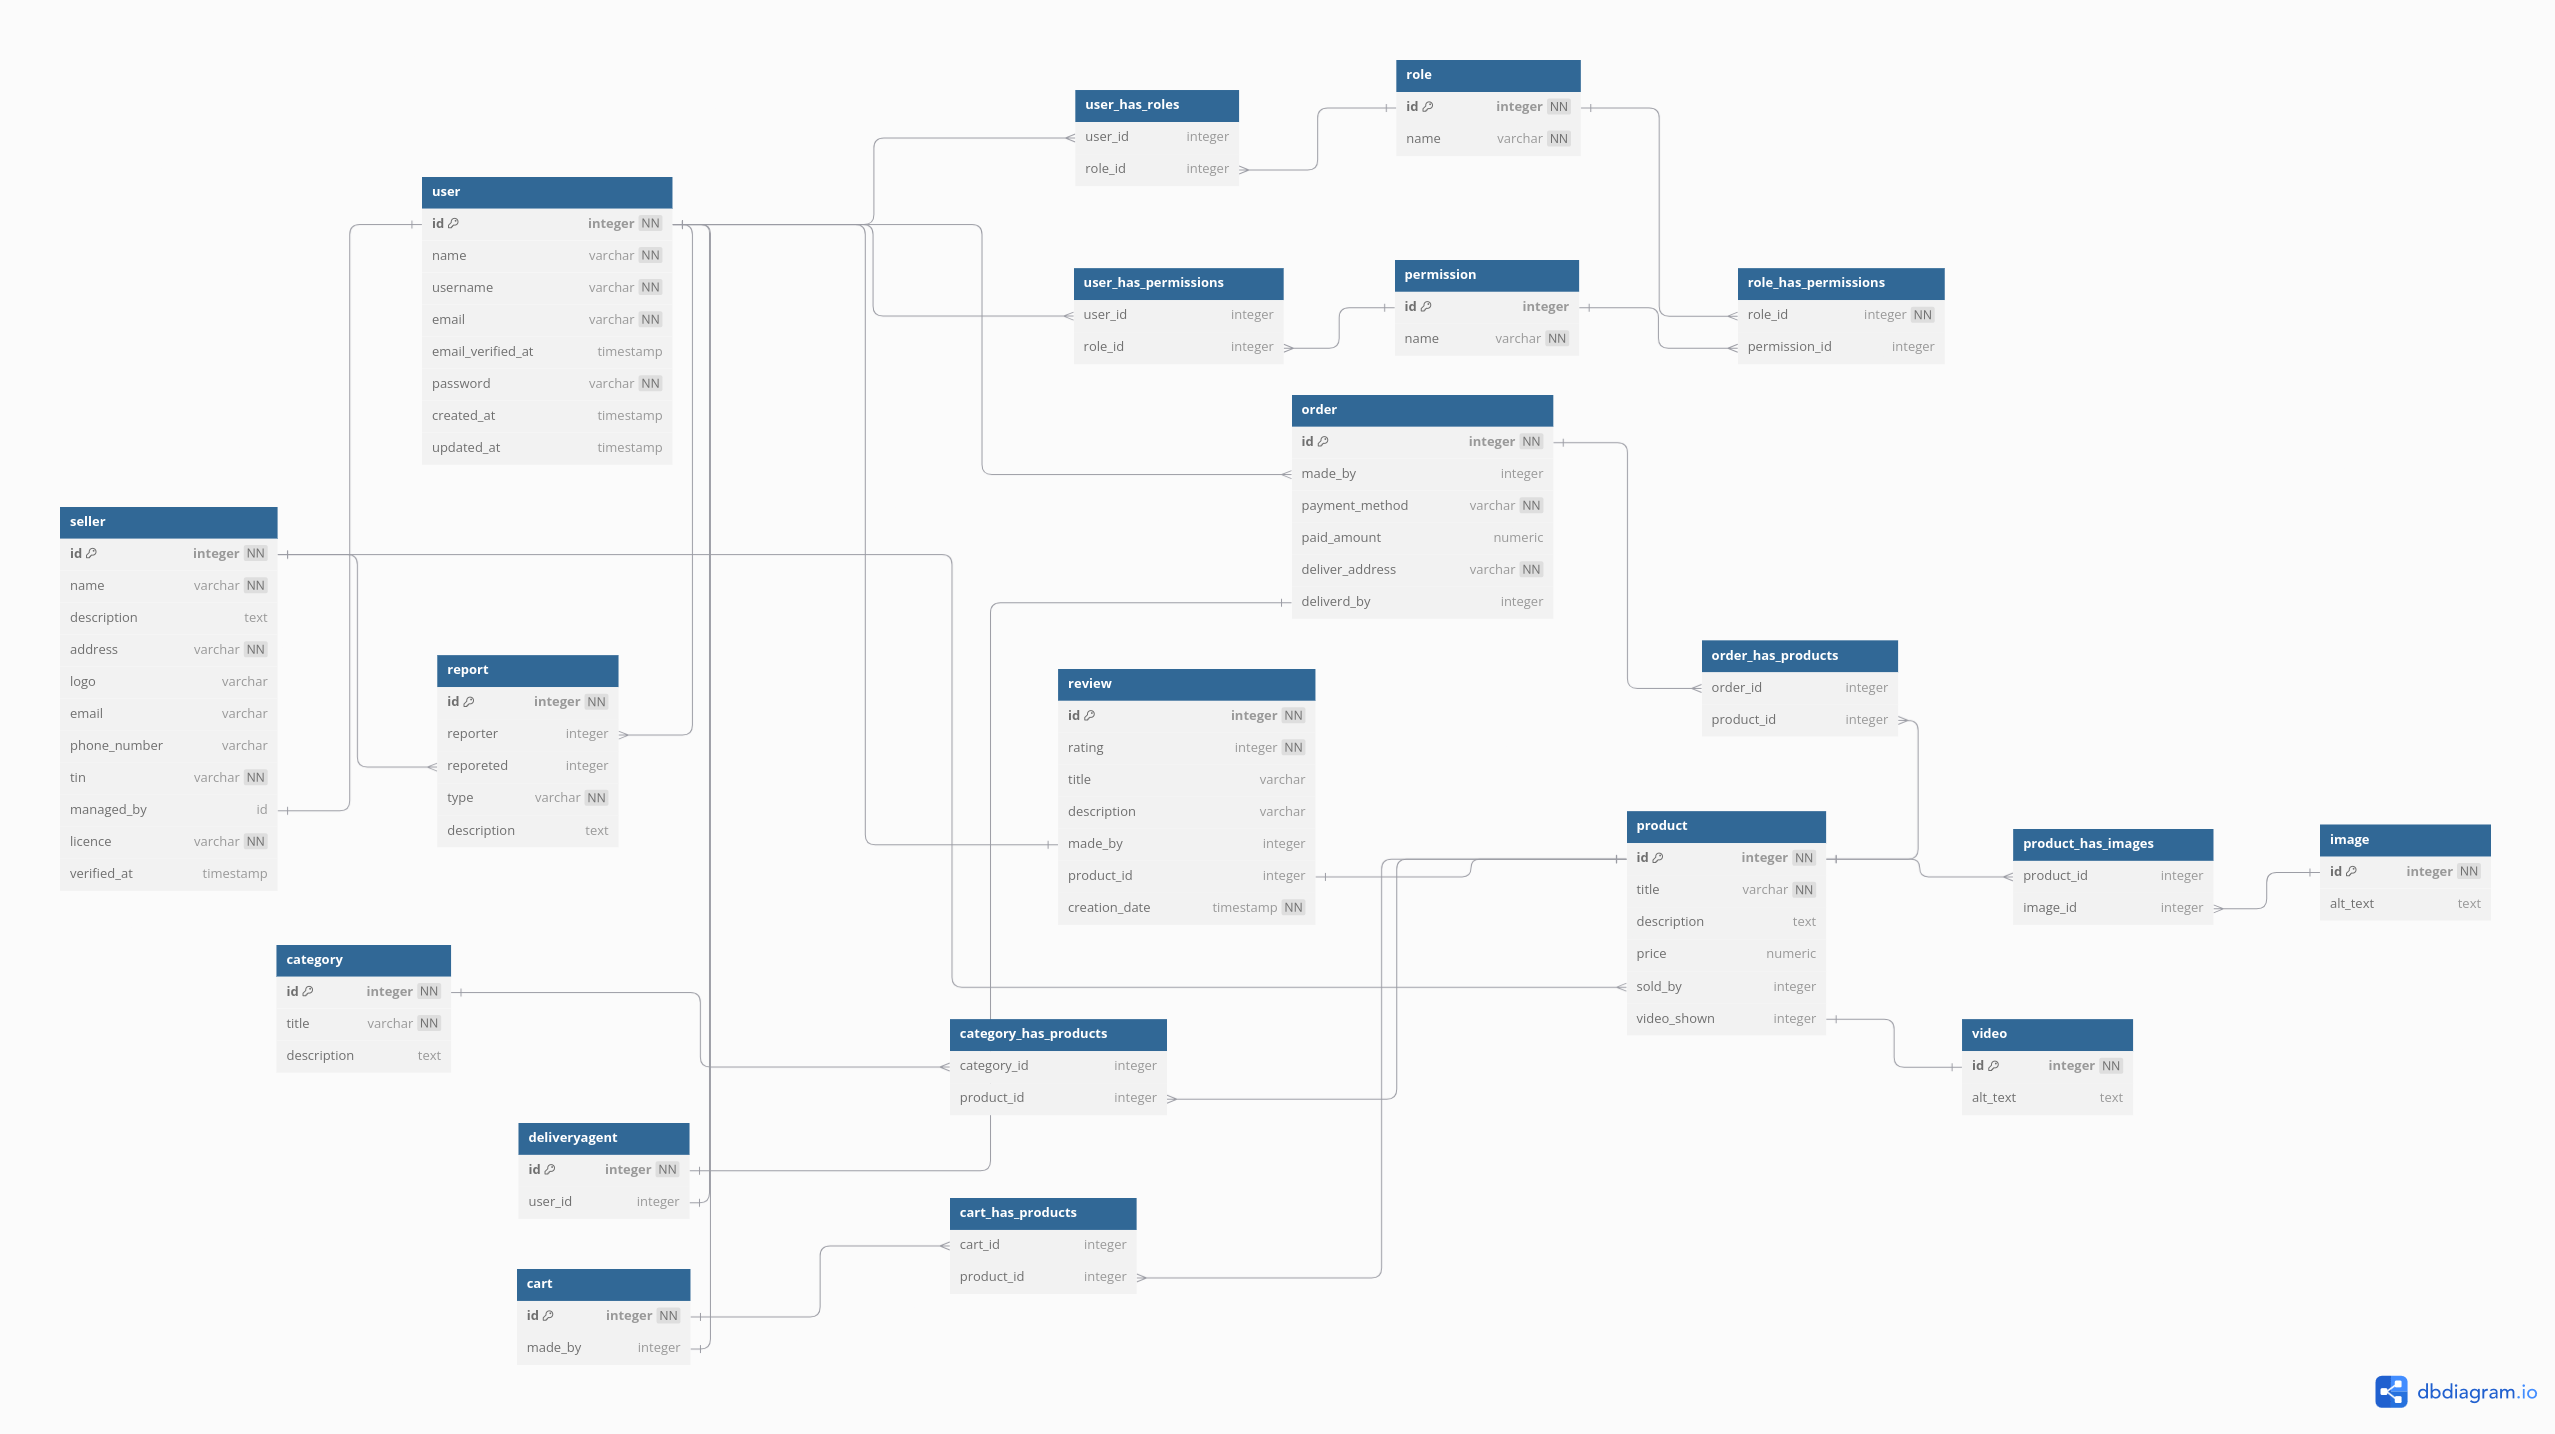 role
id integer NN
name varchar NN
user_has_roles
user_id integer
role_id integer
user
id integer NN
name varchar NN
username varchar NN
email varchar NN
email_verified_at timestamp
password varchar NN
created_at timestamp
updated_at timestamp
user_has_permissions
user_id integer
role_id integer
permission
id integer
name varchar NN
role_has_permissions
role_id integer NN
permission_id integer
order
id integer NN
made_by integer
payment_method varchar NN
paid_amount numeric
deliver_address varchar NN
deliverd_by integer
seller
id integer NN
name varchar NN
description text
address varchar NN
logo varchar
email varchar
phone_number varchar
tin varchar NN
managed_by id
licence varchar NN
verified_at timestamp
report
id integer NN
reporter integer
reporeted integer
type varchar NN
description text
review
id integer NN
rating integer NN
title varchar
description varchar
made_by integer
product_id integer
creation_date timestamp NN
order_has_products
order_id integer
product_id integer
product
id integer NN
title varchar NN
description text
price numeric
sold_by integer
video_shown integer
product_has_images
product_id integer
image_id integer
image
id integer NN
alt_text text
category
id integer NN
title varchar NN
description text
category_has_products
category_id integer
product_id integer
video
id integer NN
alt_text text
deliveryagent
id integer NN
user_id integer
cart_has_products
cart_id integer
product_id integer
cart
id integer NN
made_by integer
dbdiagram.io